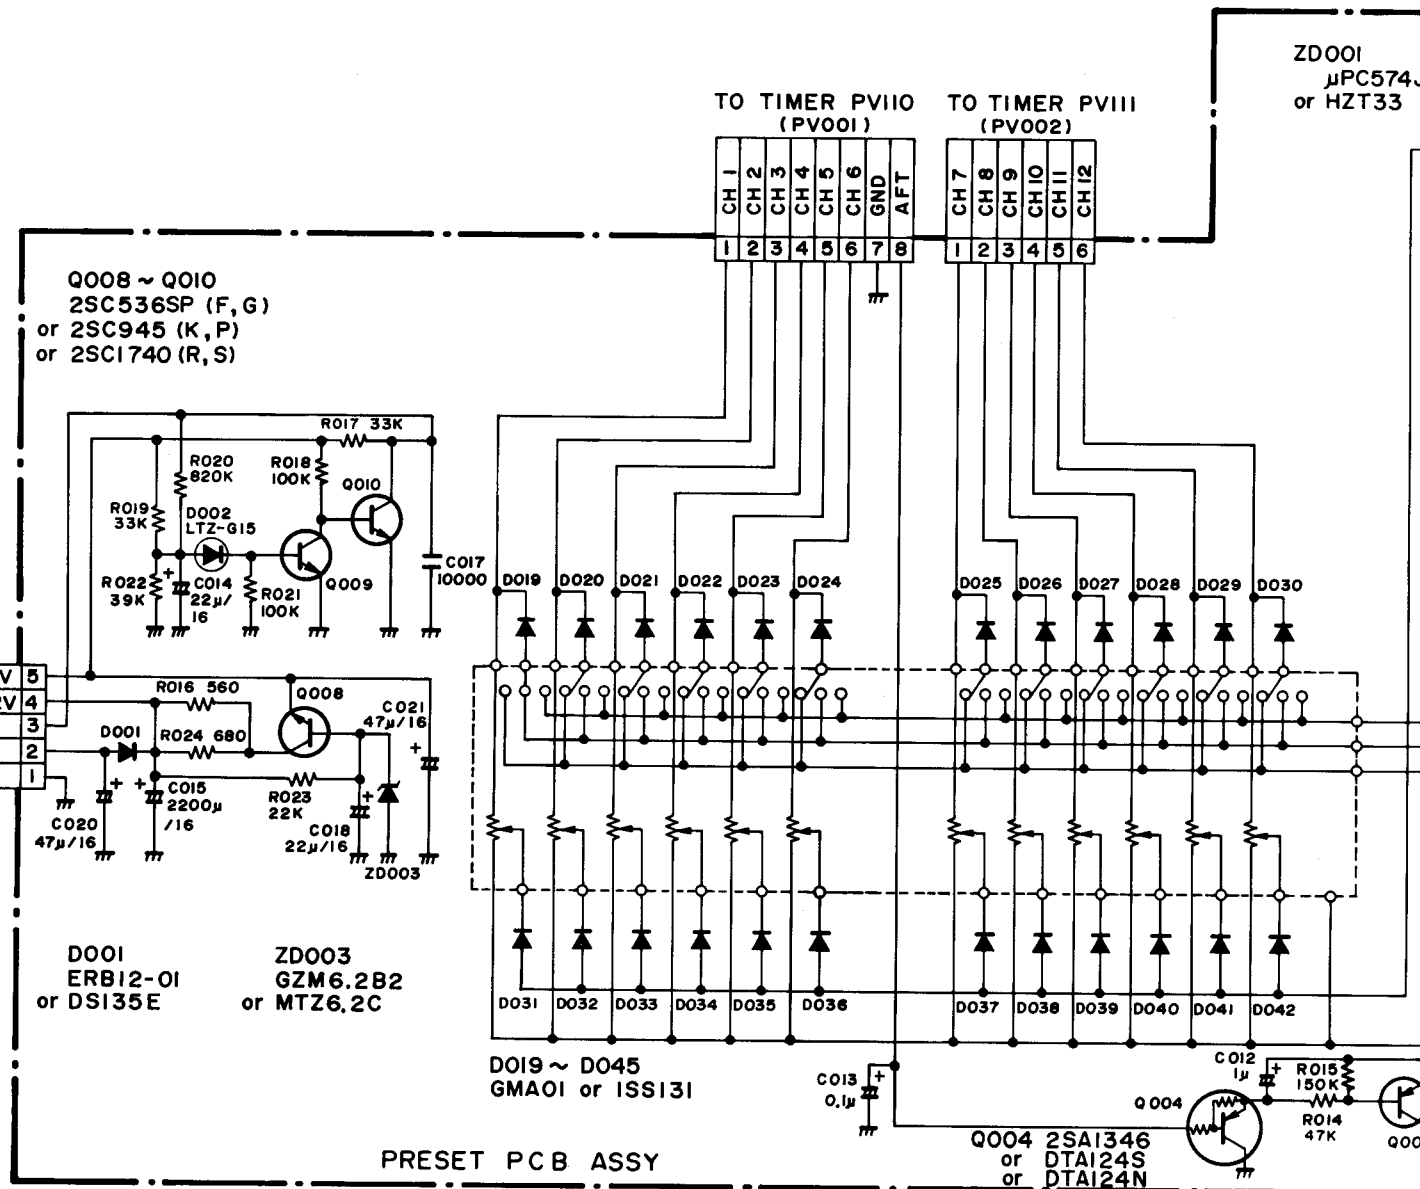 ZD001
μPC574J
or HZT33
TO TIMER PV110
(PV001)
TO TIMER PV111
(PV002)
CH 1
CH 2
CH 3
CH 4
CH 5
CH 6
GND
AFT
1 2 3 4 5 6 7 8
CH 7
CH 8
CH 9
CH 10
CH 11
CH 12
1 2 3 4 5 6
Q008 ~ Q010
2SC536SP (F,G)
or 2SC945 (K,P)
or 2SC1740 (R,S)
R017 33K
R020
820K
R018
100K
Q010
R019
33K
D002
LTZ-G15
R022
39K
C014
22μ/
16
R021
100K
Q009
C017
10000
D019 D020 D021 D022 D023 D024
D025 D026 D027 D028 D029 D030
V 5
V 4
3
2
1
R016 560
Q008
C021
47μ/16
D001
R024 680
C015
2200μ
/16
R023
22K
C020
47μ/16
C018
22μ/16
ZD003
D001
ERB12-01
or DS135E
ZD003
GZM6.2B2
or MTZ6.2C
D031 D032 D033 D034 D035 D036
D037 D038 D039 D040 D041 D042
D019 ~ D045
GMA01 or 1SS131
C013
0.1μ
C012
1μ
R015
150K
R014
47K
Q004
Q00
Q004 2SA1346
or DTA124S
or DTA124N
PRESET PCB ASSY